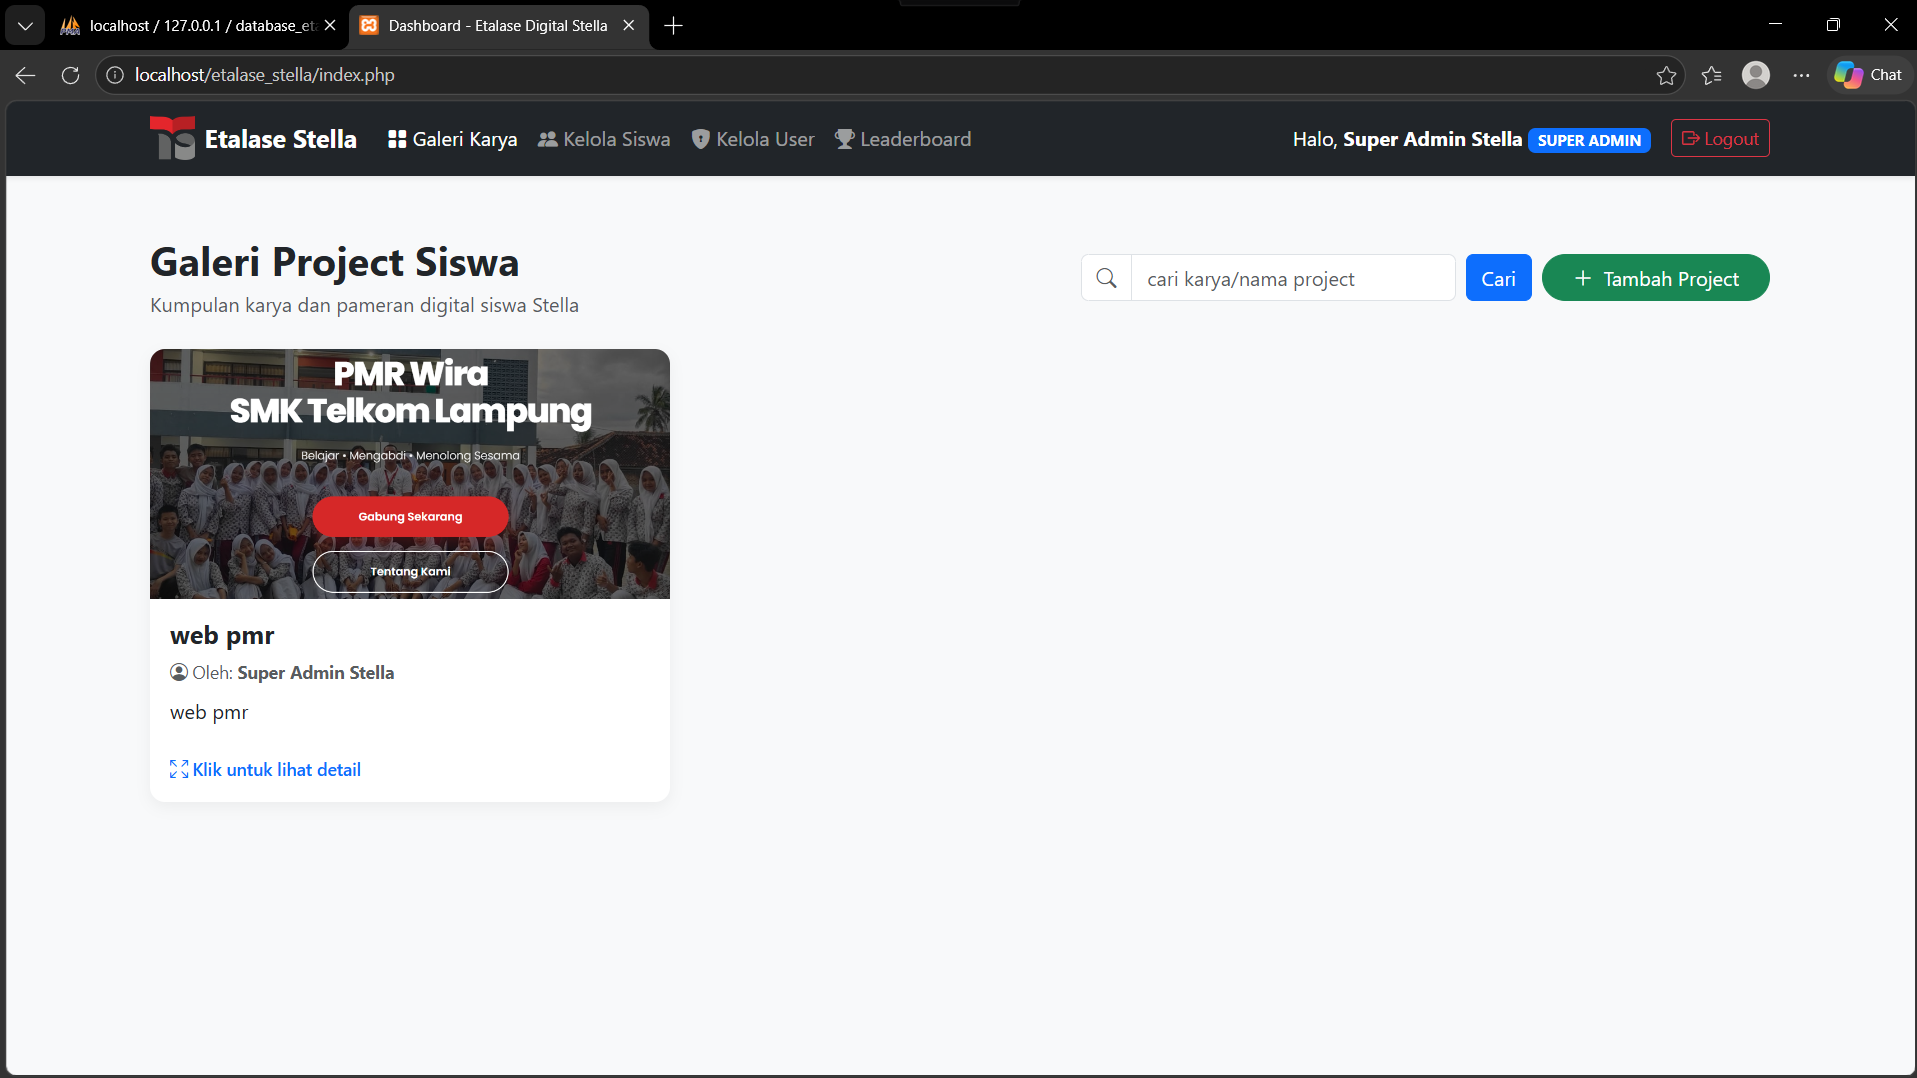 localhost / 127.0.0.1 / database_eta
Dashboard - Etalase Digital Stella
localhost/etalase_stella/index.php
Chat
Etalase Stella
Galeri Karya
Kelola Siswa
Kelola User
Leaderboard
Halo, Super Admin Stella
SUPER ADMIN
Logout
Galeri Project Siswa
Kumpulan karya dan pameran digital siswa Stella
cari karya/nama project
Cari
Tambah Project
PMR Wira
SMK Telkom Lampung
Belajar • Mengabdi • Menolong Sesama
Gabung Sekarang
Tentang Kami
web pmr
Oleh: Super Admin Stella
web pmr
Klik untuk lihat detail